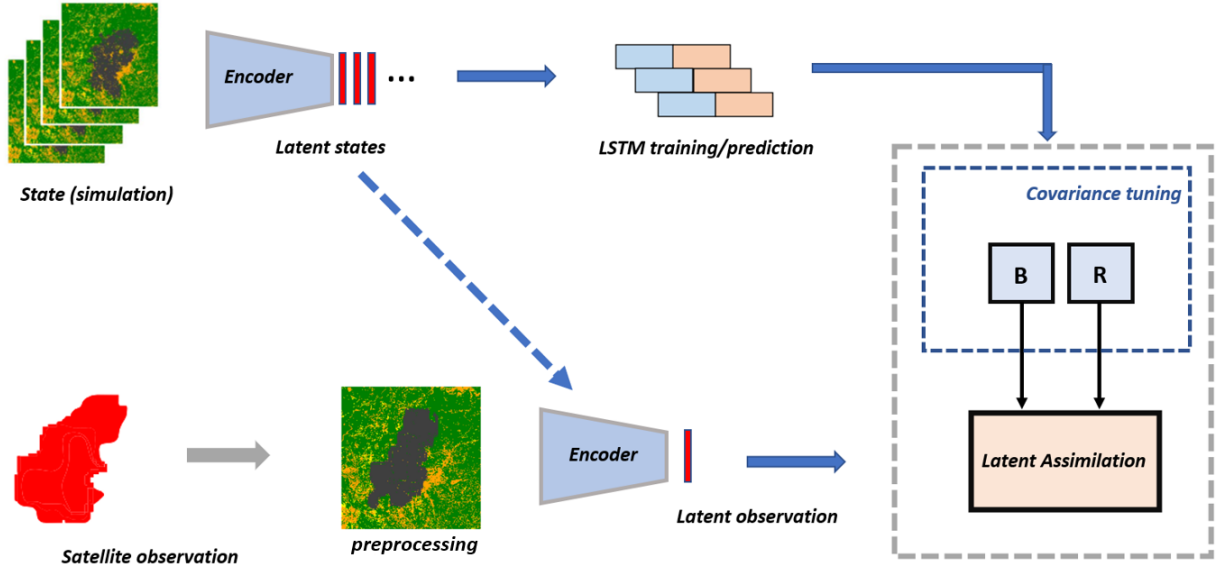 Encoder
...
Latent states
LSTM training/prediction
State (simulation)
Covariance tuning
B
R
Encoder
Latent Assimilation
Latent observation
Satellite observation
preprocessing